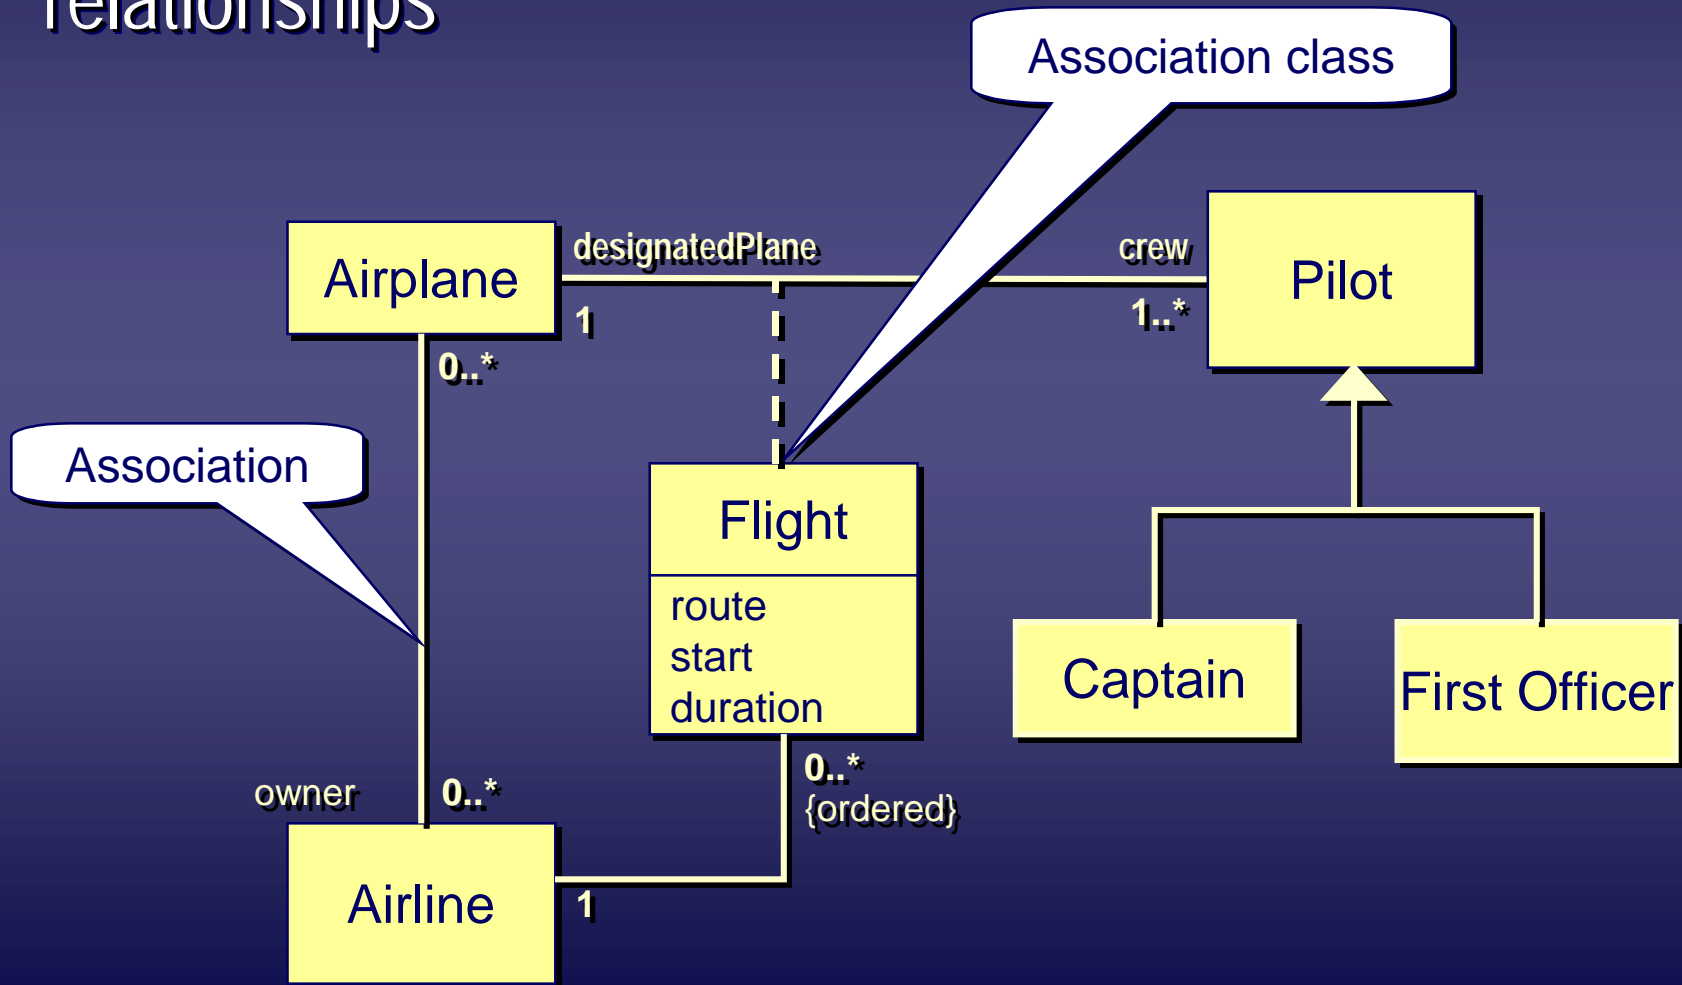 relationships
Association class
Airplane
designatedPlane
crew
Pilot
1
1..*
0..*
Association
Flight
route
start
duration
Captain
First Officer
owner
0..*
0..*
{ordered}
Airline
1